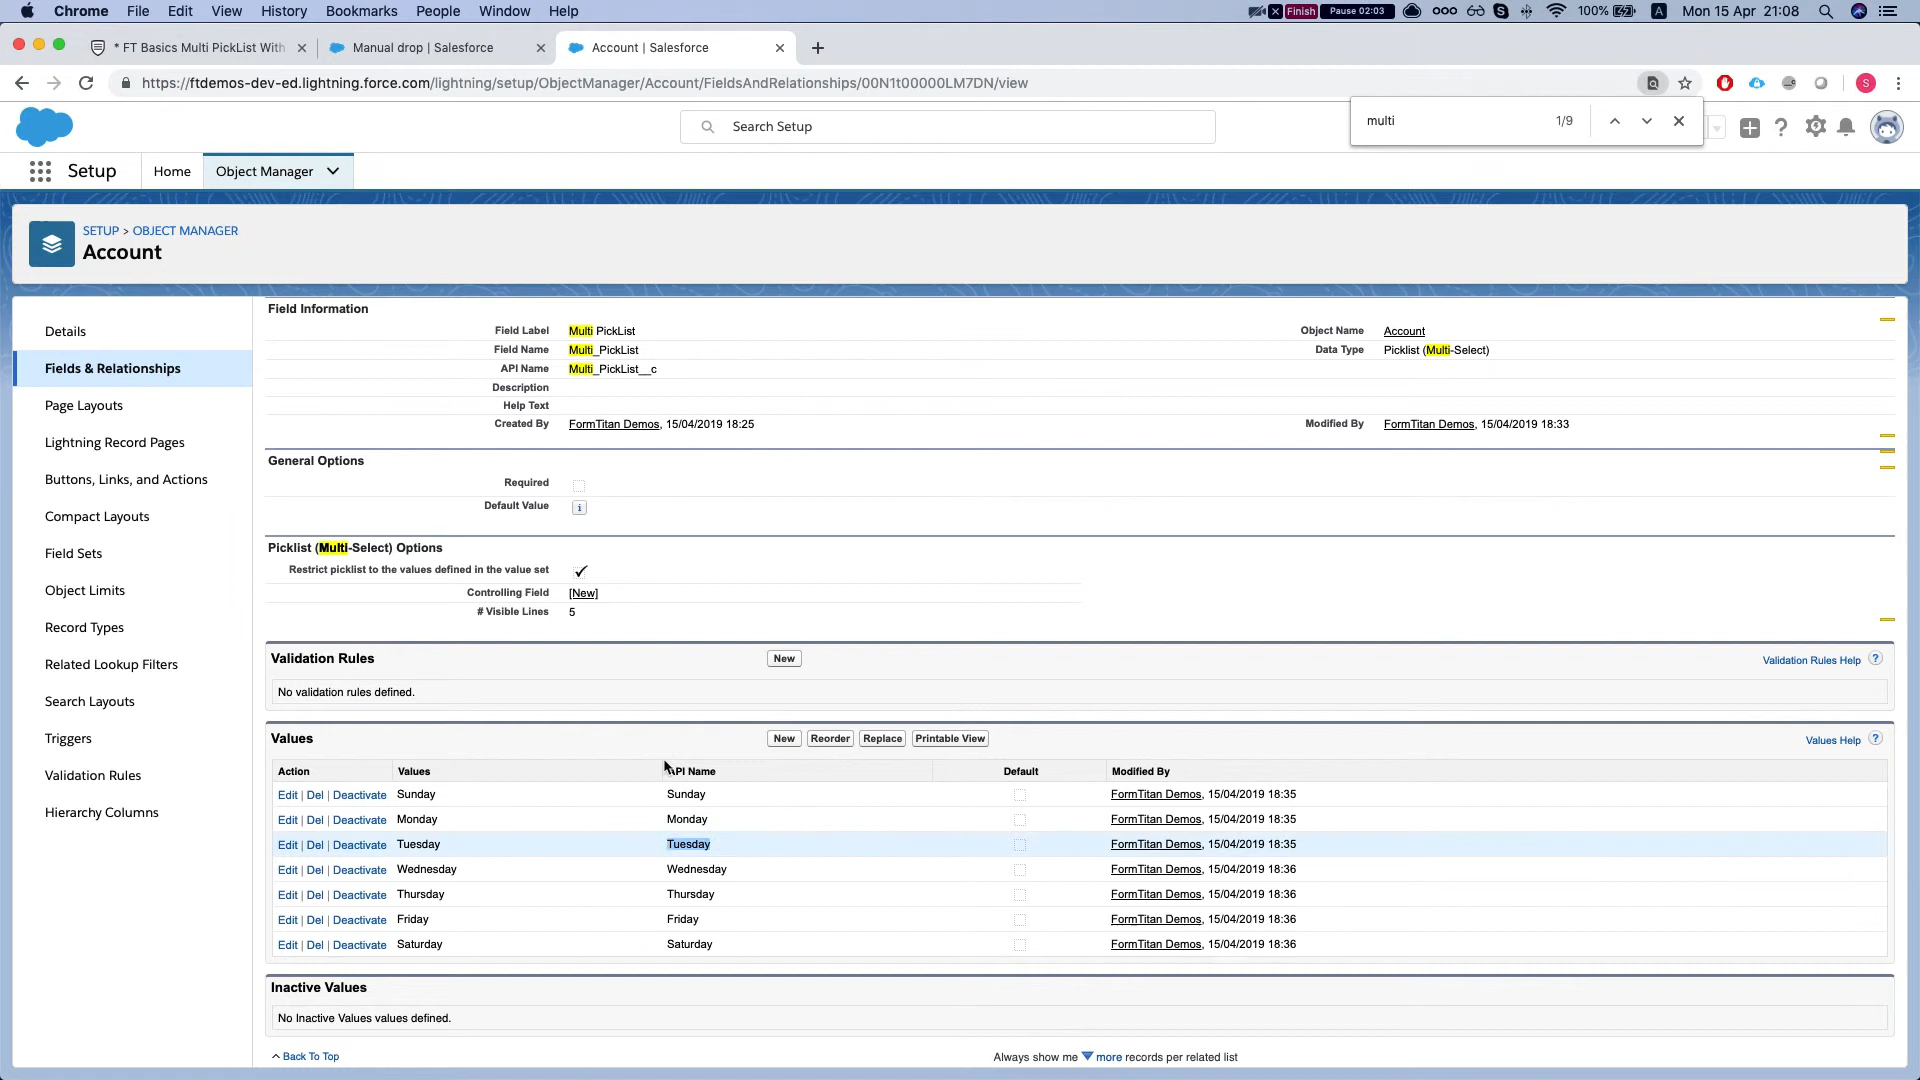 Chrome File Edit View History Bookmarks People Window Help
Finish Pause 02:03 100% A Mon 15 Apr 21:08
* FT Basics Multi PickList With
Manual drop | Salesforce
Account | Salesforce
https://ftdemos-dev-ed.lightning.force.com/lightning/setup/ObjectManager/Account/FieldsAndRelationships/00N1t00000LM7DN/view
S
Search Setup
multi 1/9
Setup Home Object Manager
SETUP > OBJECT MANAGER
Account
Details
Fields & Relationships
Page Layouts
Lightning Record Pages
Buttons, Links, and Actions
Compact Layouts
Field Sets
Object Limits
Record Types
Related Lookup Filters
Search Layouts
Triggers
Validation Rules
Hierarchy Columns
Field Information
Field Label Multi PickList Object Name Account
Field Name Multi_PickList Data Type Picklist (Multi-Select)
API Name Multi_PickList__c
Description
Help Text
Created By FormTitan Demos, 15/04/2019 18:25 Modified By FormTitan Demos, 15/04/2019 18:33
General Options
Required
Default Value i
Picklist (Multi-Select) Options
Restrict picklist to the values defined in the value set
Controlling Field [New]
# Visible Lines 5
Validation Rules New Validation Rules Help ?
No validation rules defined.
Values New Reorder Replace Printable View Values Help ?
Action Values API Name Default Modified By
Edit | Del | Deactivate Sunday Sunday FormTitan Demos, 15/04/2019 18:35
Edit | Del | Deactivate Monday Monday FormTitan Demos, 15/04/2019 18:35
Edit | Del | Deactivate Tuesday Tuesday FormTitan Demos, 15/04/2019 18:35
Edit | Del | Deactivate Wednesday Wednesday FormTitan Demos, 15/04/2019 18:36
Edit | Del | Deactivate Thursday Thursday FormTitan Demos, 15/04/2019 18:36
Edit | Del | Deactivate Friday Friday FormTitan Demos, 15/04/2019 18:36
Edit | Del | Deactivate Saturday Saturday FormTitan Demos, 15/04/2019 18:36
Inactive Values
No Inactive Values values defined.
Back To Top Always show me more records per related list